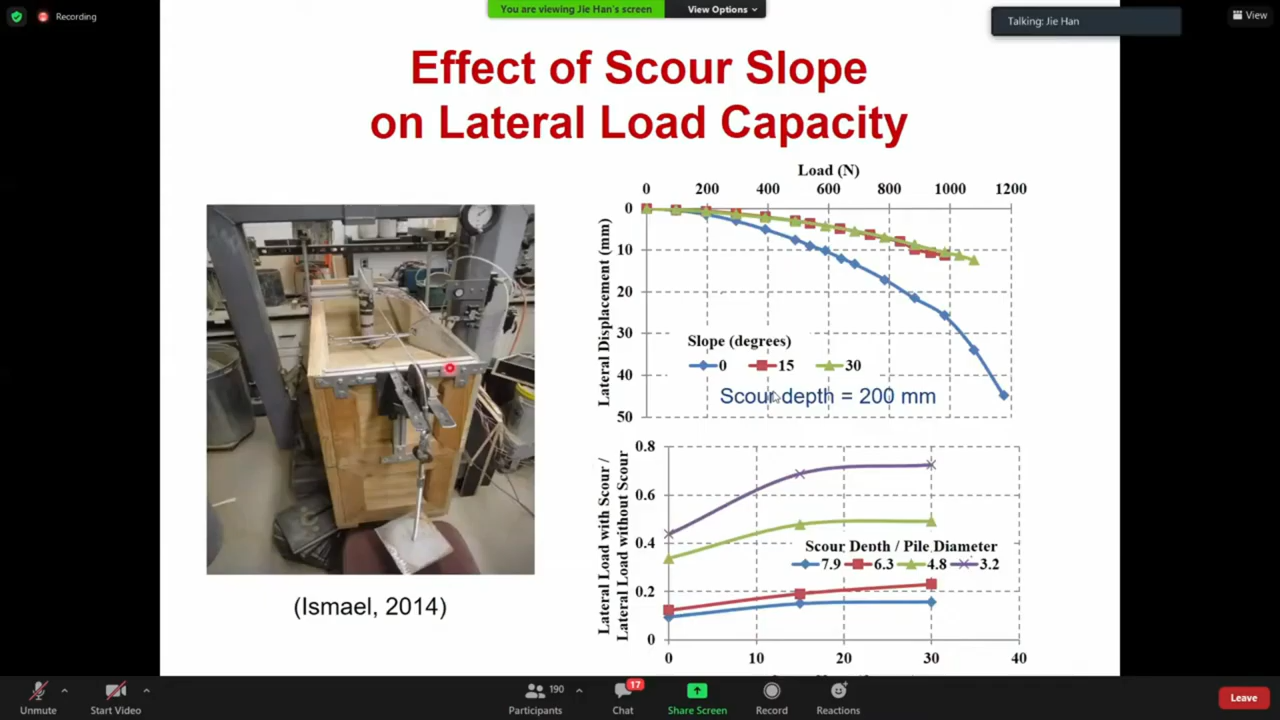 Recording
You are viewing Jie Han's screen
View Options
Talking: Jie Han
View
Effect of Scour Slope
on Lateral Load Capacity
Load (N)
0 200 400 600 800 1000 1200
0
10
20
30
40
50
Lateral Displacement (mm)
Slope (degrees)
0 15 30
Scour depth = 200 mm
(Ismael, 2014)
0.8
0.6
0.4
0.2
0
Lateral Load with Scour /
Lateral Load without Scour
Scour Depth / Pile Diameter
7.9 6.3 4.8 3.2
0 10 20 30 40
Unmute
Start Video
190
Participants
17
Chat
Share Screen
Record
Reactions
Leave